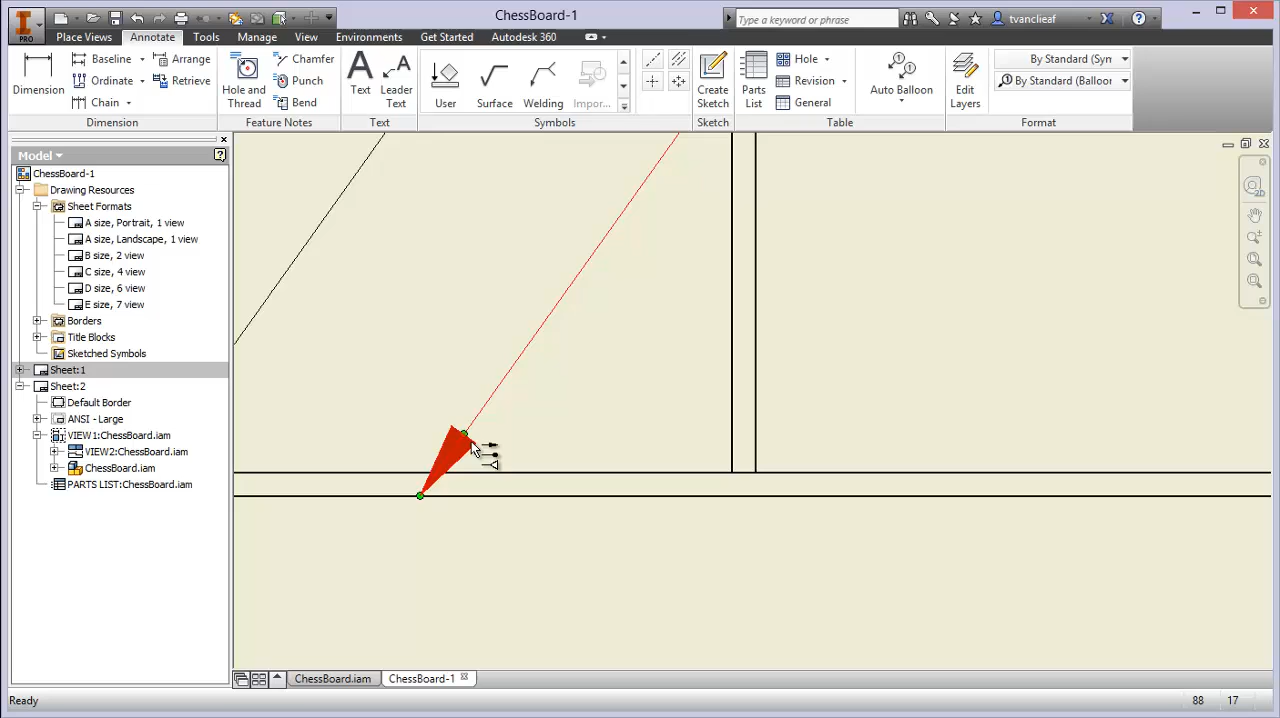 ChessBoard-1
Type a keyword or phrase
tvanclieaf
PRO
Place Views
Annotate
Tools
Manage
View
Environments
Get Started
Autodesk 360
Dimension
Baseline
Ordinate
Chain
Arrange
Retrieve
Dimension
Hole and Thread
Chamfer
Punch
Bend
Feature Notes
Text
Leader Text
Text
User
Surface
Welding
Impor...
Symbols
Create Sketch
Sketch
Parts List
Hole
Revision
General
Auto Balloon
Table
Edit Layers
By Standard (Syn
By Standard (Balloor
Format
Model
ChessBoard-1
Drawing Resources
Sheet Formats
A size, Portrait, 1 view
A size, Landscape, 1 view
B size, 2 view
C size, 4 view
D size, 6 view
E size, 7 view
Borders
Title Blocks
Sketched Symbols
Sheet:1
Sheet:2
Default Border
ANSI - Large
VIEW1:ChessBoard.iam
VIEW2:ChessBoard.iam
ChessBoard.iam
PARTS LIST:ChessBoard.iam
2D
ChessBoard.iam
ChessBoard-1
Ready
88
17